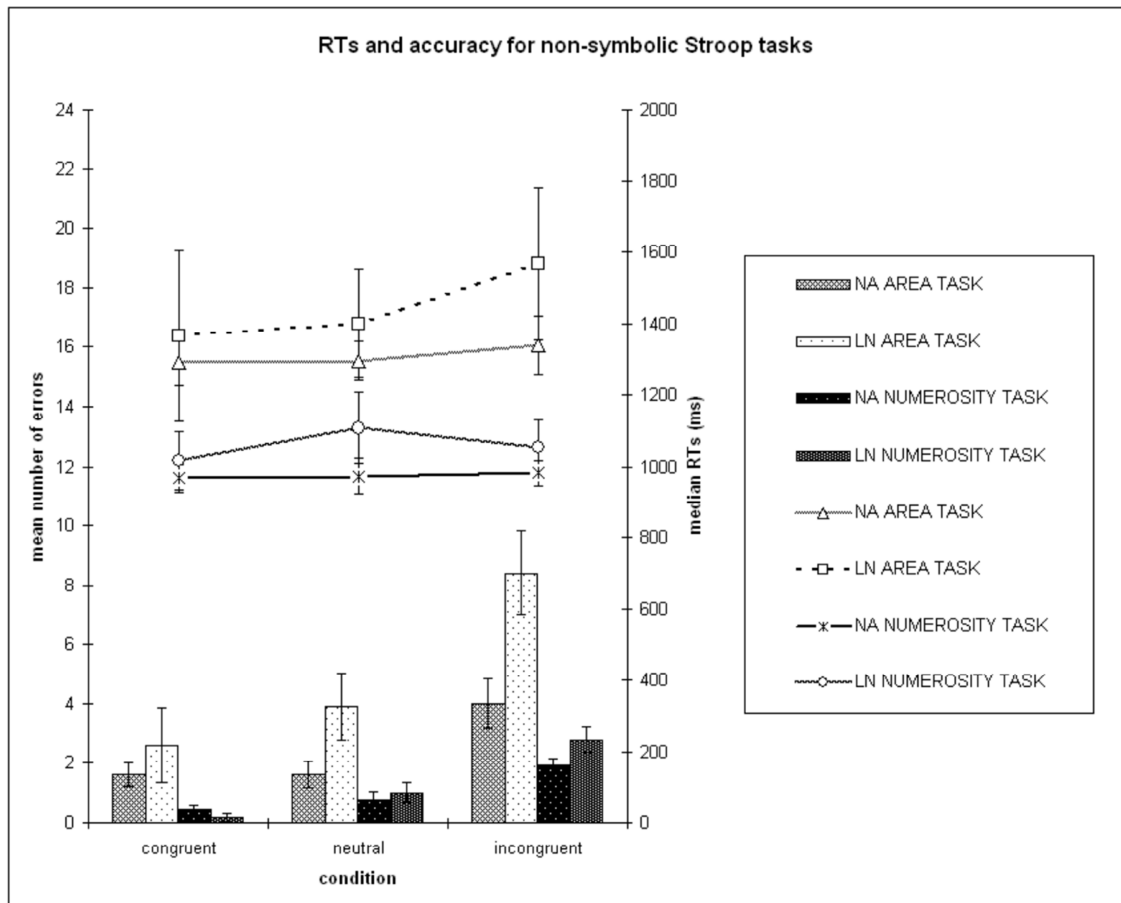 RTs and accuracy for non-symbolic Stroop tasks
24
22
20
18
16
14
12
10
8
6
4
2
0
mean number of errors
2000
1800
1600
1400
1200
1000
800
600
400
200
0
median RTs (ms)
congruent neutral incongruent
condition
NA AREA TASK
LN AREA TASK
NA NUMEROSITY TASK
LN NUMEROSITY TASK
NA AREA TASK
LN AREA TASK
NA NUMEROSITY TASK
LN NUMEROSITY TASK